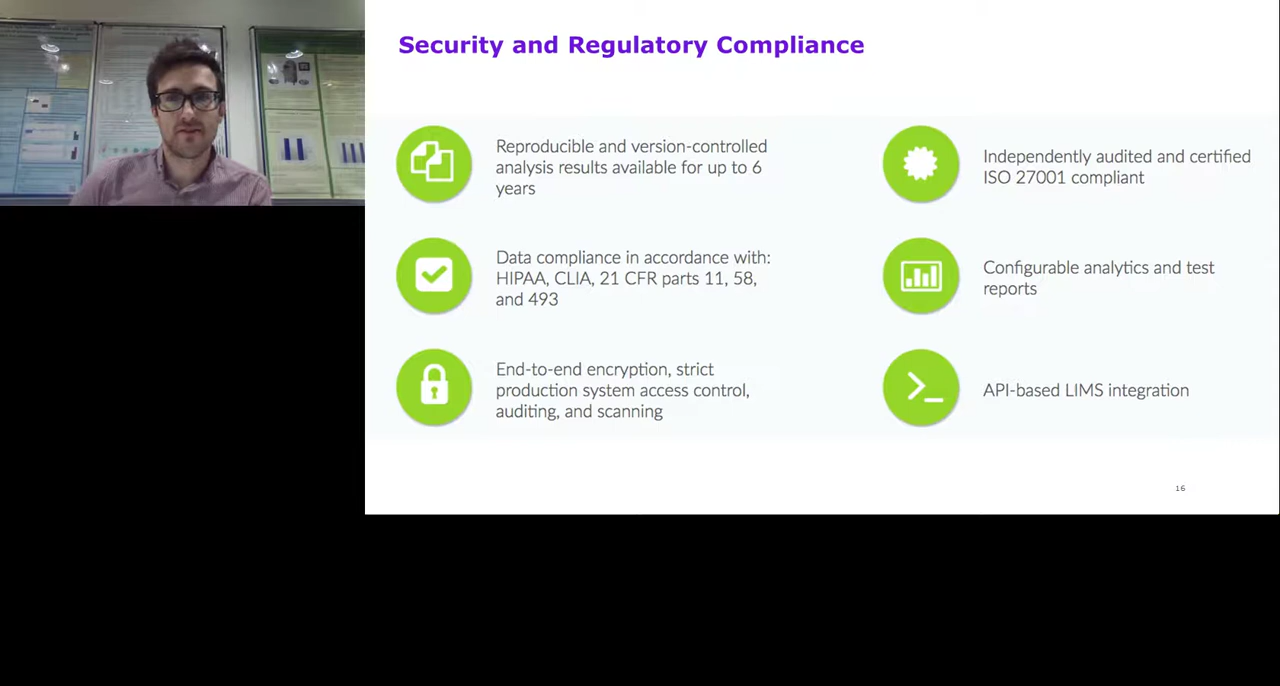 Security and Regulatory Compliance
Reproducible and version-controlled
analysis results available for up to 6
years
Data compliance in accordance with:
HIPAA, CLIA, 21 CFR parts 11, 58,
and 493
End-to-end encryption, strict
production system access control,
auditing, and scanning
Independently audited and certified
ISO 27001 compliant
Configurable analytics and test
reports
API-based LIMS integration
16